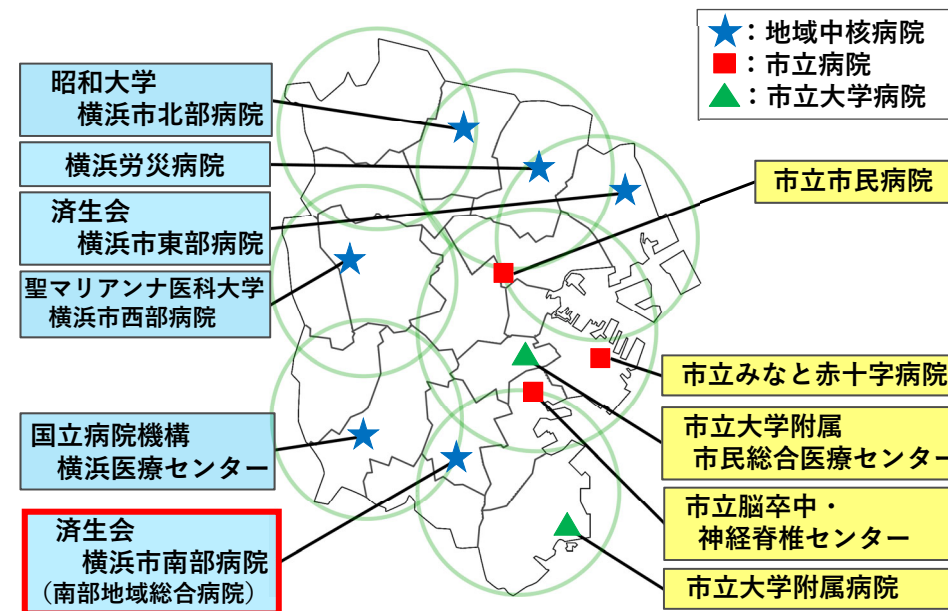 ：地域中核病院
：市立病院
：市立大学病院
昭和大学
横浜市北部病院
横浜労災病院
済生会
横浜市東部病院
聖マリアンナ医科大学
横浜市西部病院
国立病院機構
横浜医療センター
済生会
横浜市南部病院
（南部地域総合病院）
市立市民病院
市立みなと赤十字病院
市立大学附属
市民総合医療センター
市立脳卒中・
神経脊椎センター
市立大学附属病院